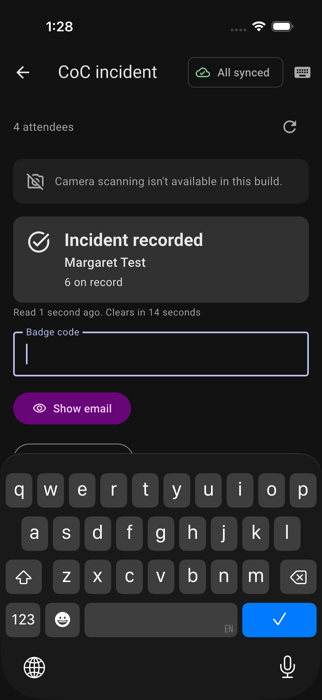 1:28
CoC incident
All synced
4 attendees
Camera scanning isn't available in this build.
Incident recorded
Margaret Test
6 on record
Read 1 second ago. Clears in 14 seconds
Badge code
Show email
q w e r t y u i o p
a s d f g h j k l
z x c v b n m
123
EN